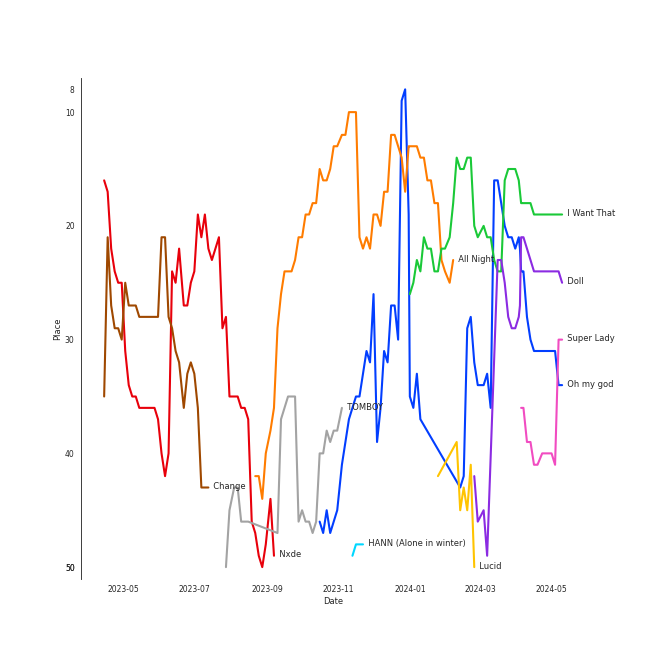 8
10
20
30
40
50
Place
I Want That
All Night
Doll
Super Lady
Oh my god
TOMBOY
Change
HANN (Alone in winter)
Nxde
Lucid
2023-05 2023-07 2023-09 2023-11 2024-01 2024-03 2024-05
Date